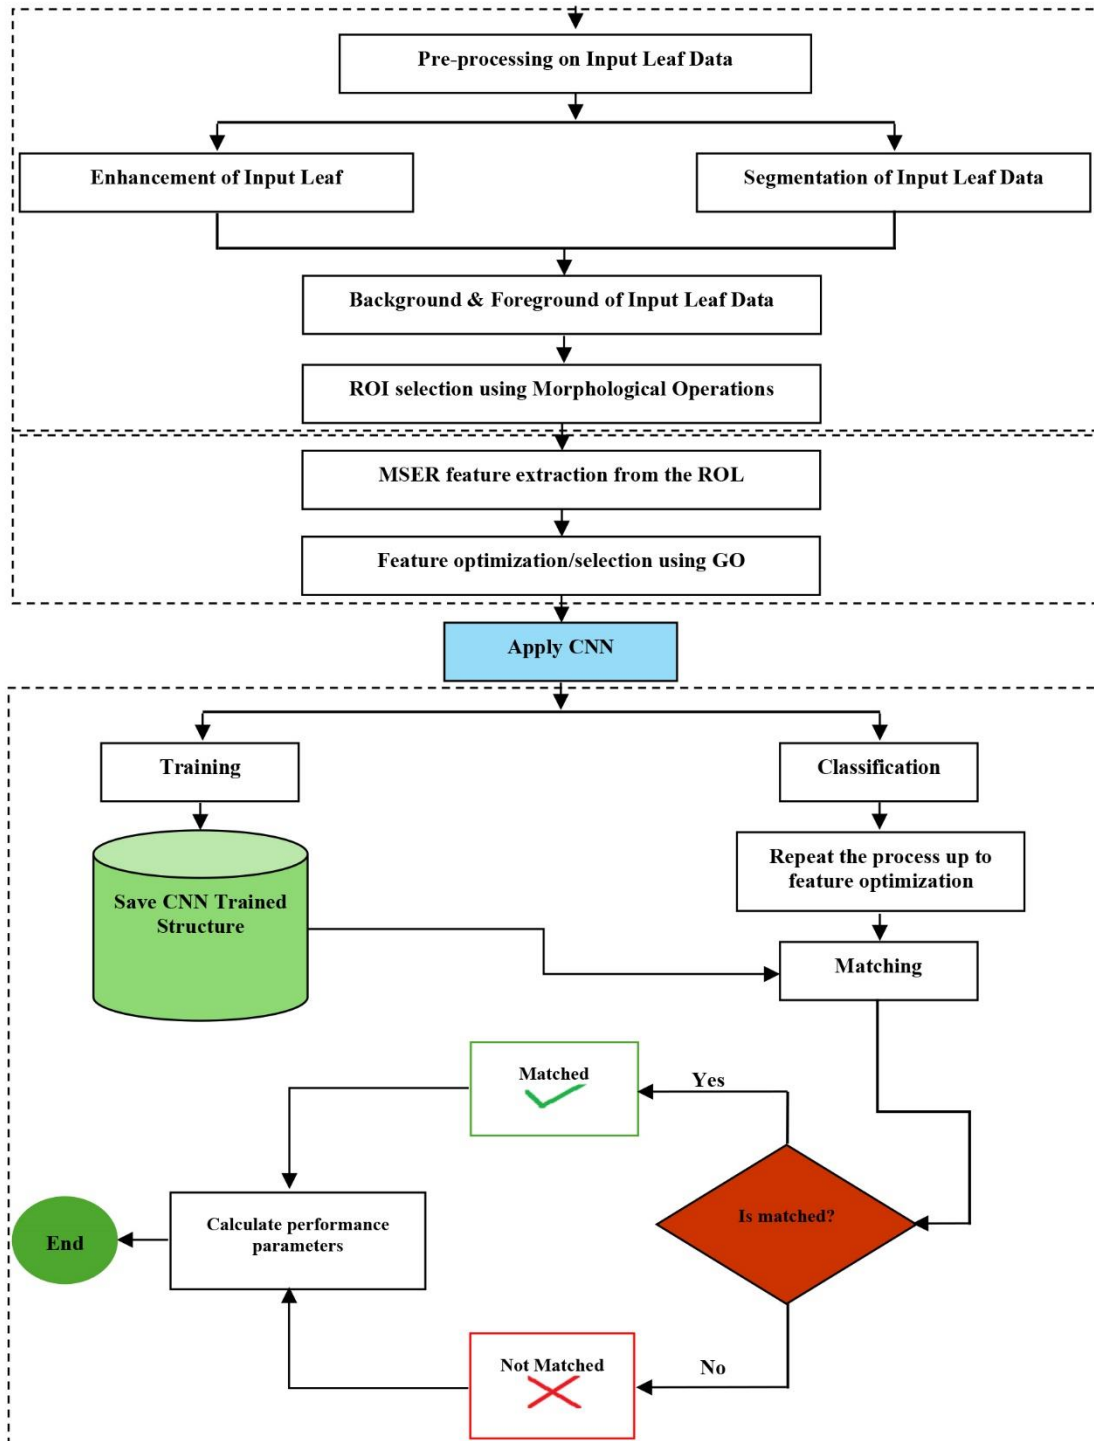 Pre-processing on Input Leaf Data
Enhancement of Input Leaf
Segmentation of Input Leaf Data
Background & Foreground of Input Leaf Data
ROI selection using Morphological Operations
MSER feature extraction from the ROL
Feature optimization/selection using GO
Apply CNN
Training
Classification
Save CNN Trained
Structure
Repeat the process up to
feature optimization
Matching
Matched
Yes
Is matched?
Calculate performance
parameters
End
Not Matched
No